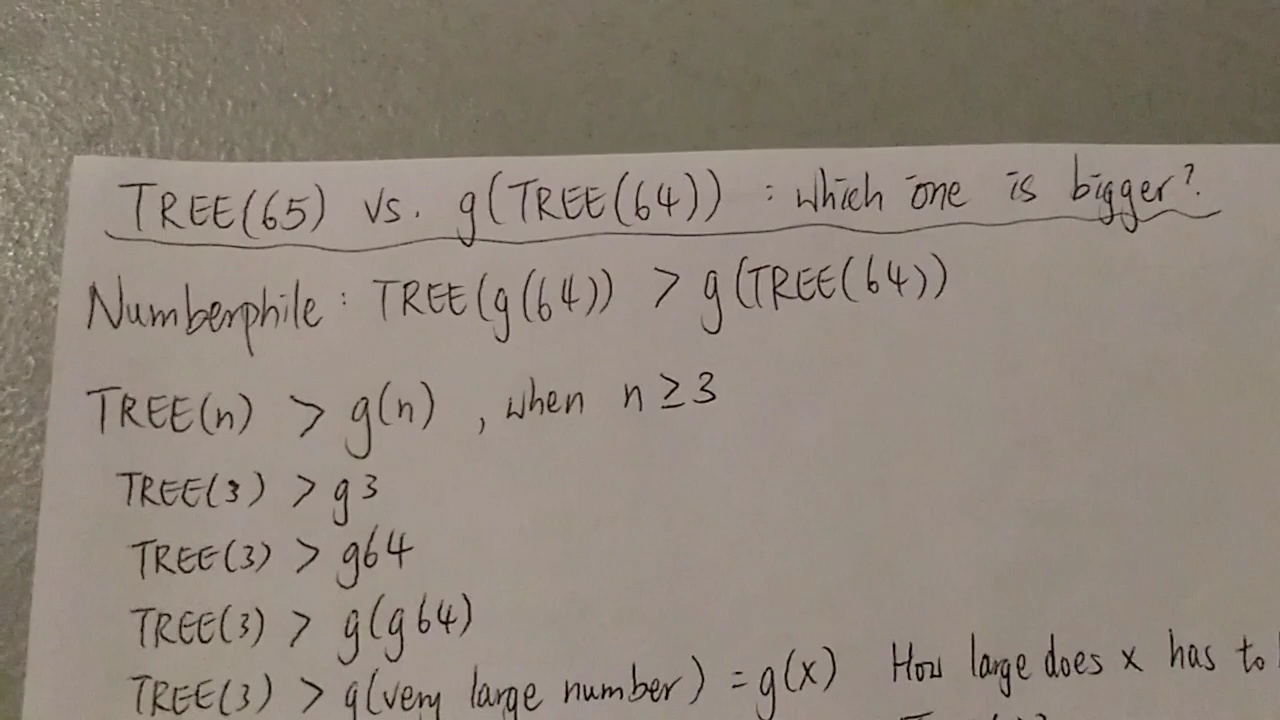 TREE(65) vs. g(TREE(64)) : which one is bigger?
Numberphile : TREE(g(64)) > g(TREE(64))
TREE(n) > g(n) , when n ≥ 3
TREE(3) > g3
TREE(3) > g64
TREE(3) > g(g64)
TREE(3) > g(very large number) = g(x) How large does x has to